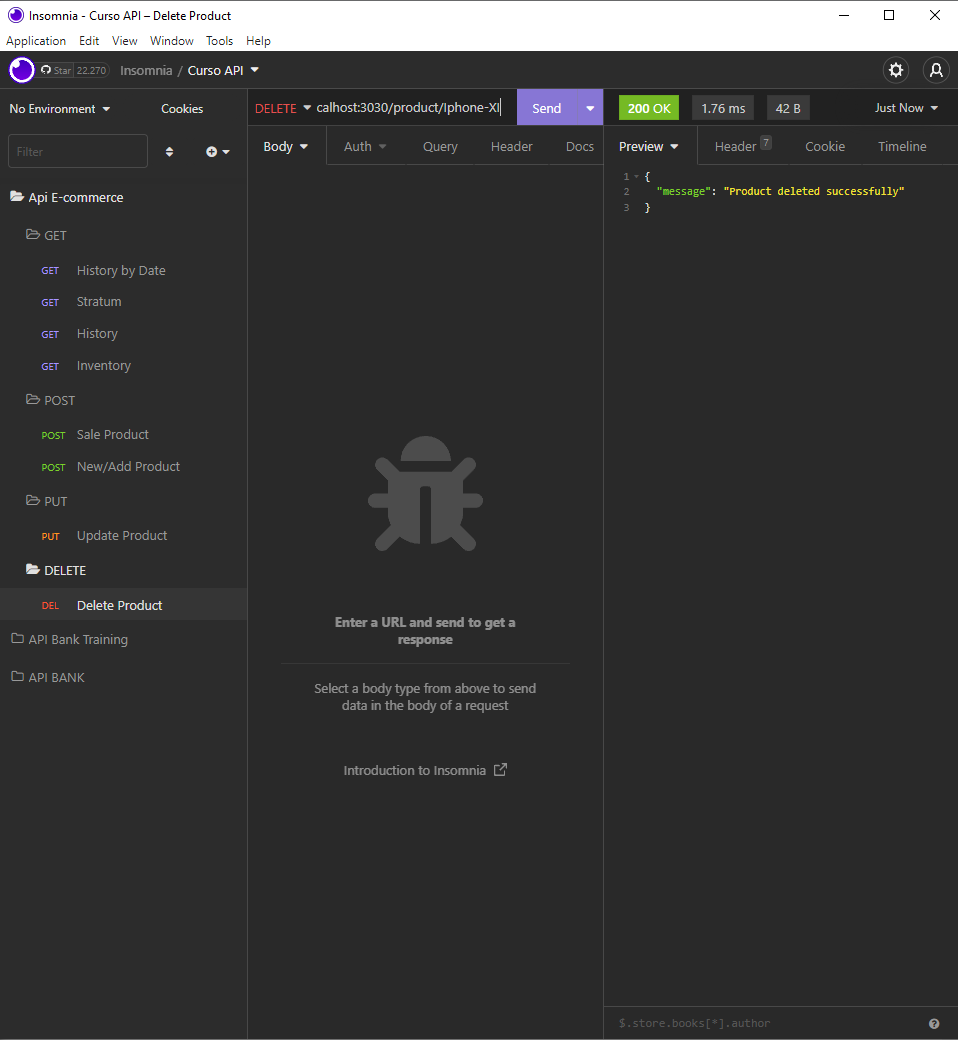 Insomnia - Curso API – Delete Product
Application Edit View Window Tools Help
Star 22.270 Insomnia / Curso API
No Environment Cookies
Filter
Api E-commerce
GET
GET History by Date
GET Stratum
GET History
GET Inventory
POST
POST Sale Product
POST New/Add Product
PUT
PUT Update Product
DELETE
DEL Delete Product
API Bank Training
API BANK
DELETE calhost:3030/product/Iphone-XI Send
Body Auth Query Header Docs
Enter a URL and send to get a
response
Select a body type from above to send
data in the body of a request
Introduction to Insomnia
200 OK 1.76 ms 42 B Just Now
Preview Header 7 Cookie Timeline
1 {
2 "message": "Product deleted successfully"
3 }
$.store.books[*].author